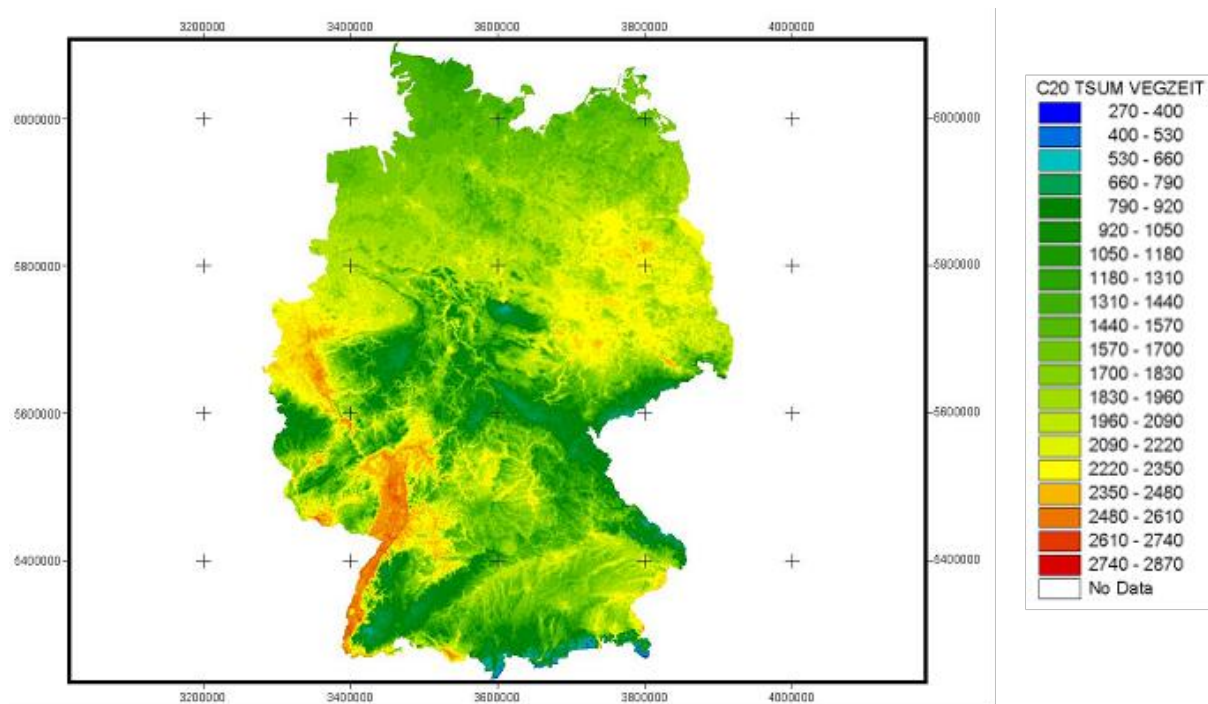 3200000 3400000 3600000 3800000 4000000
6000000 6000000
5800000 5800000
5600000 5600000
5400000 5400000
3200000 3400000 3600000 3800000 4000000
C20 TSUM VEGZEIT
270 - 400
400 - 530
530 - 660
660 - 790
790 - 920
920 - 1050
1050 - 1180
1180 - 1310
1310 - 1440
1440 - 1570
1570 - 1700
1700 - 1830
1830 - 1960
1960 - 2090
2090 - 2220
2220 - 2350
2350 - 2480
2480 - 2610
2610 - 2740
2740 - 2870
No Data